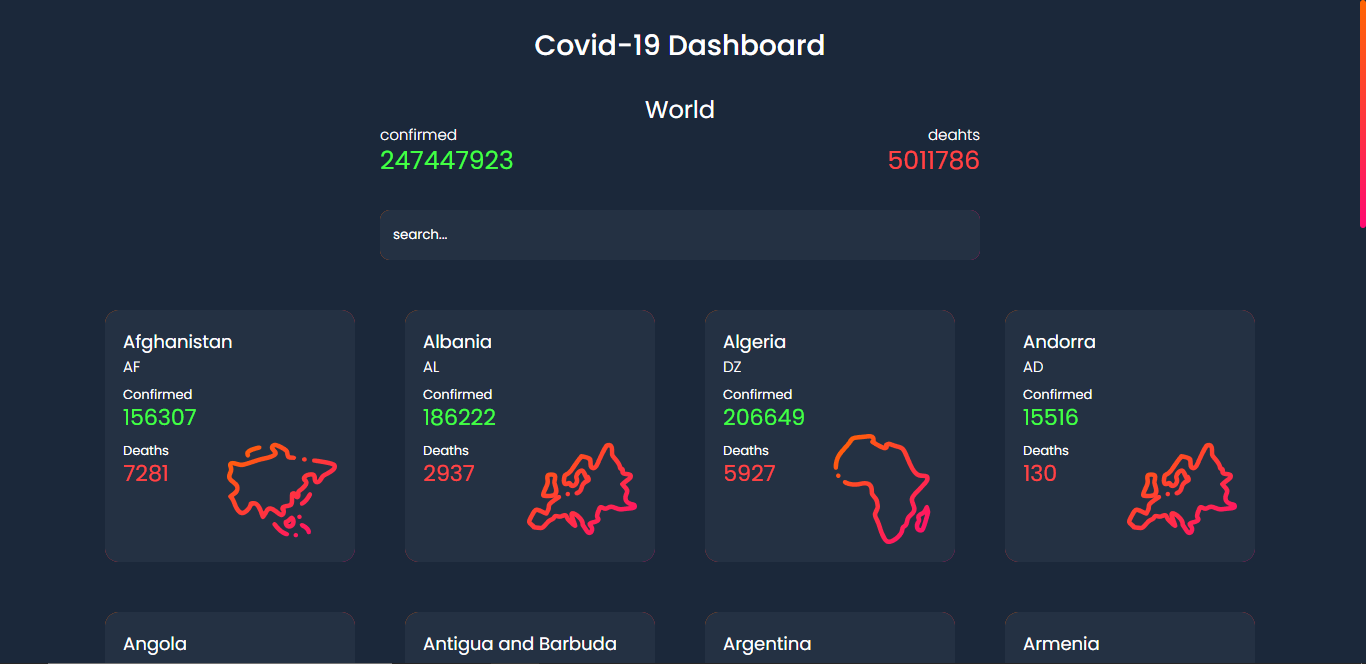 Covid-19 Dashboard
World
confirmed deahts
247447923 5011786
search...
Afghanistan
AF
Confirmed
156307
Deaths
7281
Albania
AL
Confirmed
186222
Deaths
2937
Algeria
DZ
Confirmed
206649
Deaths
5927
Andorra
AD
Confirmed
15516
Deaths
130
Angola
Antigua and Barbuda
Argentina
Armenia